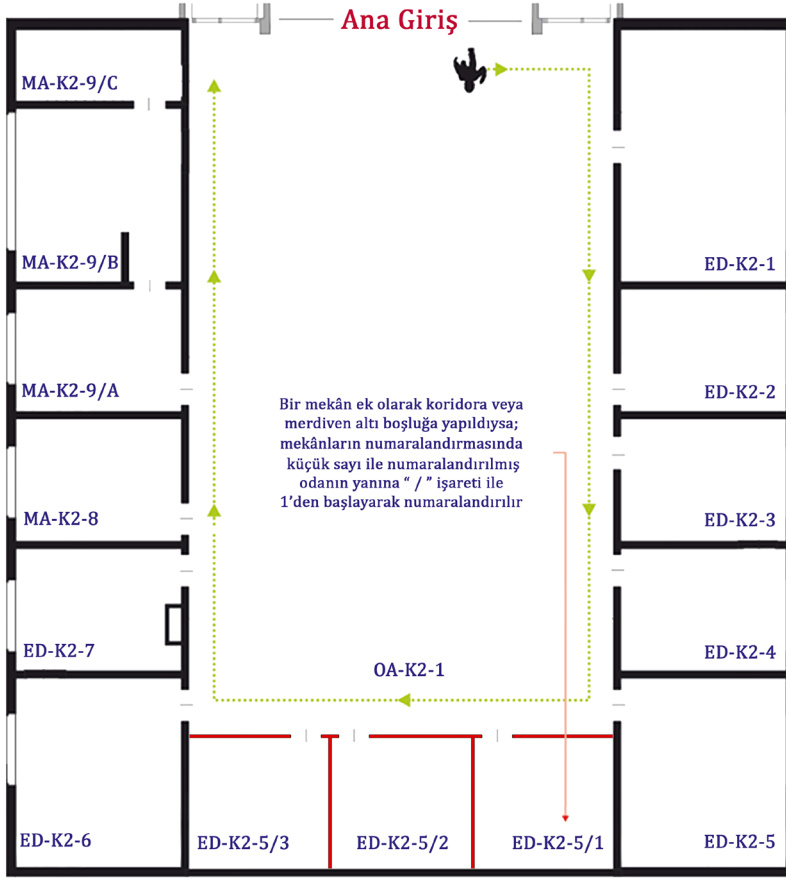 Ana Giriş
MA-K2-9/C
MA-K2-9/B
ED-K2-1
MA-K2-9/A
ED-K2-2
Bir mekân ek olarak koridora veya
merdiven altı boşluğa yapıldıysa;
mekânların numaralandırmasında
küçük sayı ile numaralandırılmış
odanın yanına “ / ” işareti ile
1’den başlayarak numaralandırılır
MA-K2-8
ED-K2-3
ED-K2-7
ED-K2-4
OA-K2-1
ED-K2-6
ED-K2-5/3
ED-K2-5/2
ED-K2-5/1
ED-K2-5